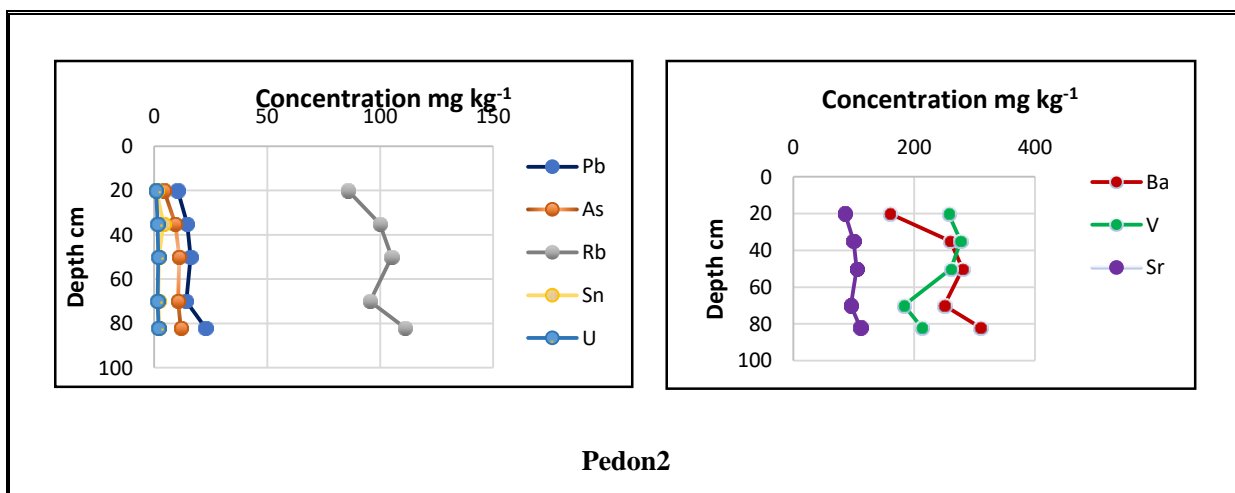 Concentration mg kg⁻¹
0 50 100 150
0
20
40
60
80
100
Depth cm
Pb
As
Rb
Sn
U
Concentration mg kg⁻¹
0 200 400
0
20
40
60
80
100
Depth cm
Ba
V
Sr
Pedon2